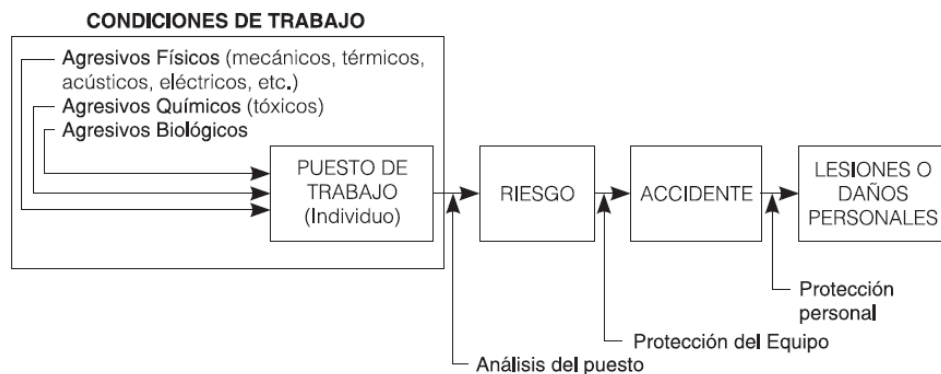 CONDICIONES DE TRABAJO
Agresivos Físicos (mecánicos, térmicos,
acústicos, eléctricos, etc.)
Agresivos Químicos (tóxicos)
Agresivos Biológicos
PUESTO DE
TRABAJO
(Individuo)
RIESGO
ACCIDENTE
LESIONES O
DAÑOS
PERSONALES
Protección
personal
Protección del Equipo
Análisis del puesto